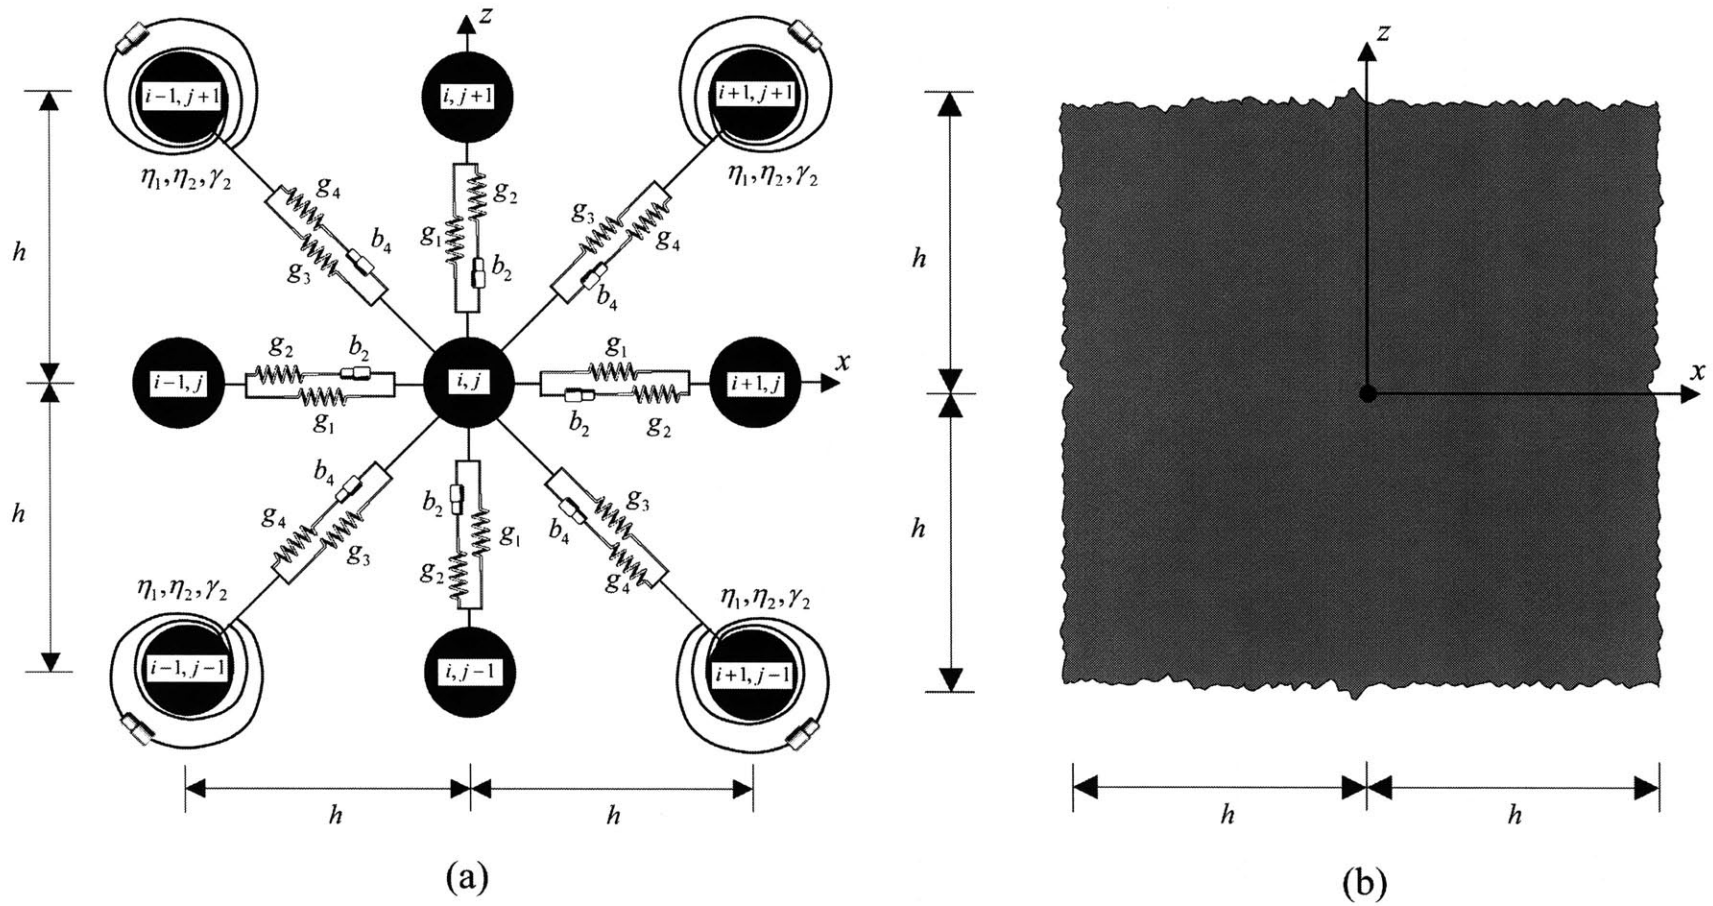 z
i−1, j+1
i, j+1
i+1, j+1
η₁,η₂,γ₂
η₁,η₂,γ₂
g₄
g₃
b₄
g₂
g₁
b₂
g₃
g₄
b₄
h
g₂
b₂
g₁
g₁
b₂
g₂
i−1, j
i, j
i+1, j
x
h
b₄
g₄
g₃
b₂
g₁
g₂
g₃
b₄
g₄
η₁,η₂,γ₂
η₁,η₂,γ₂
i−1, j−1
i, j−1
i+1, j−1
h
h
(a)
z
h
x
h
h
h
(b)